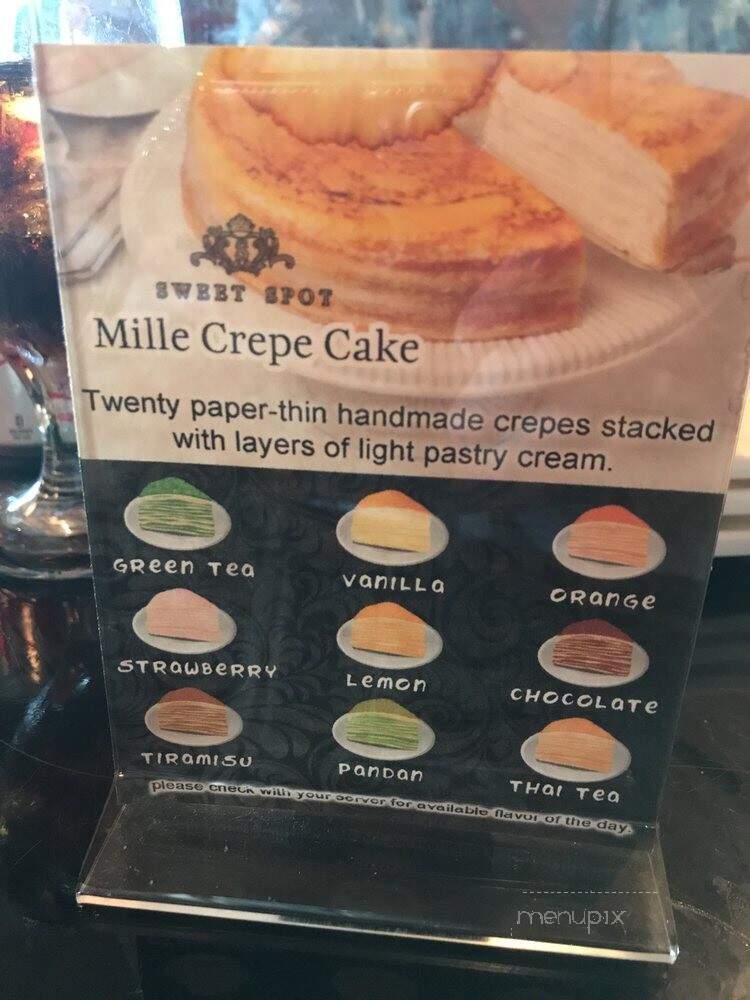 SWEET SPOT
Mille Crepe Cake
Twenty paper-thin handmade crepes stacked
with layers of light pastry cream.
GReen Tea
VanILLa
ORanGe
STRaWBeRRY
Lemon
CHOCOLaTe
TIRamISU
PanDan
THaI Tea
please check with your server for available flavor of the day.
menupix